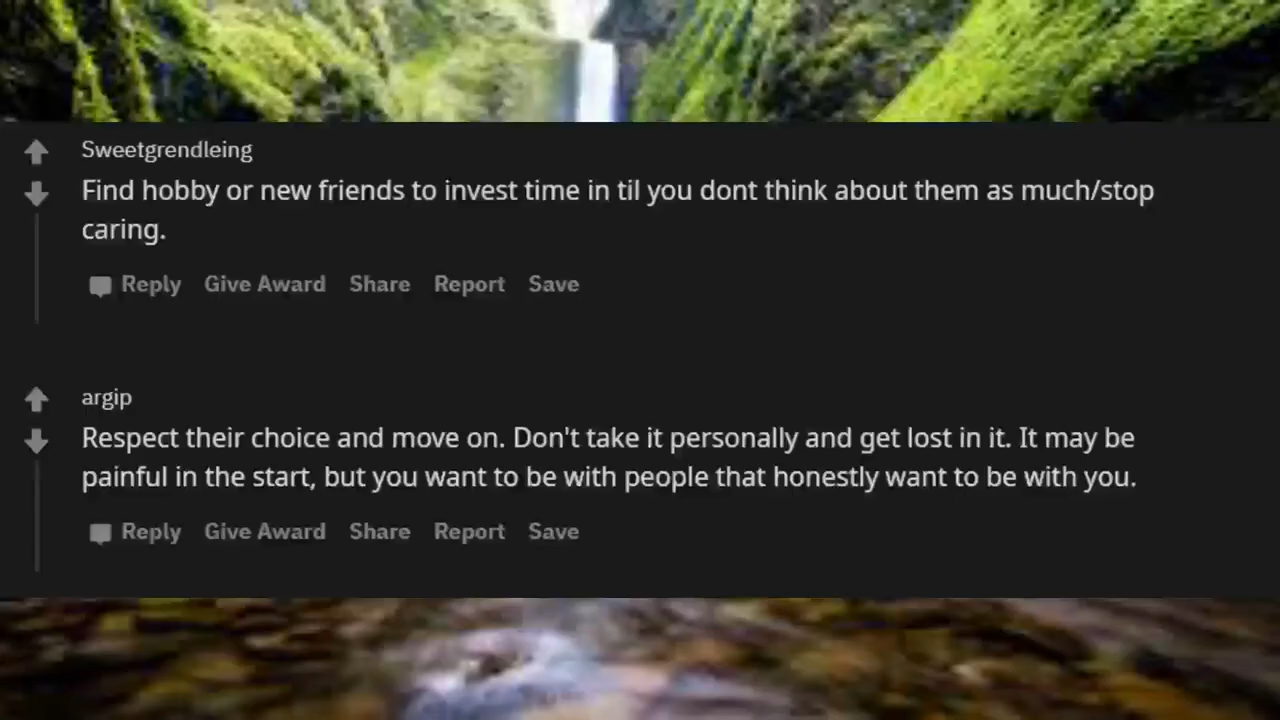 Sweetgrendleing
Find hobby or new friends to invest time in til you dont think about them as much/stop
caring.
Reply Give Award Share Report Save
argip
Respect their choice and move on. Don't take it personally and get lost in it. It may be
painful in the start, but you want to be with people that honestly want to be with you.
Reply Give Award Share Report Save